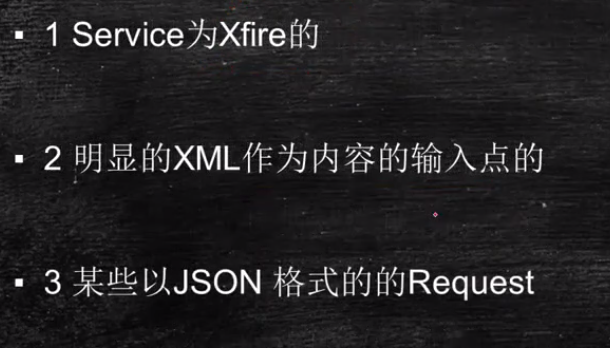 ▪ 1 Service为Xfire的
▪ 2 明显的XML作为内容的输入点的
▪ 3 某些以JSON 格式的的Request